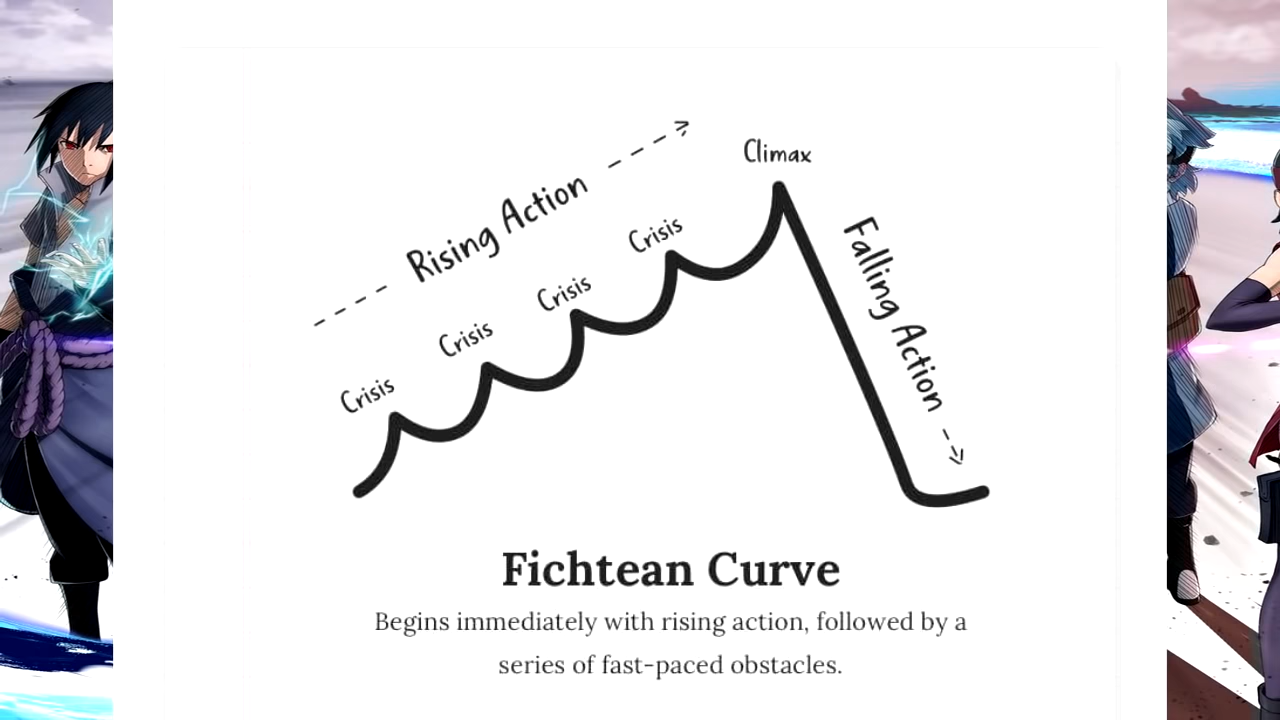 Climax
Rising Action
Falling Action
Crisis
Crisis
Crisis
Crisis
Fichtean Curve
Begins immediately with rising action, followed by a
series of fast-paced obstacles.